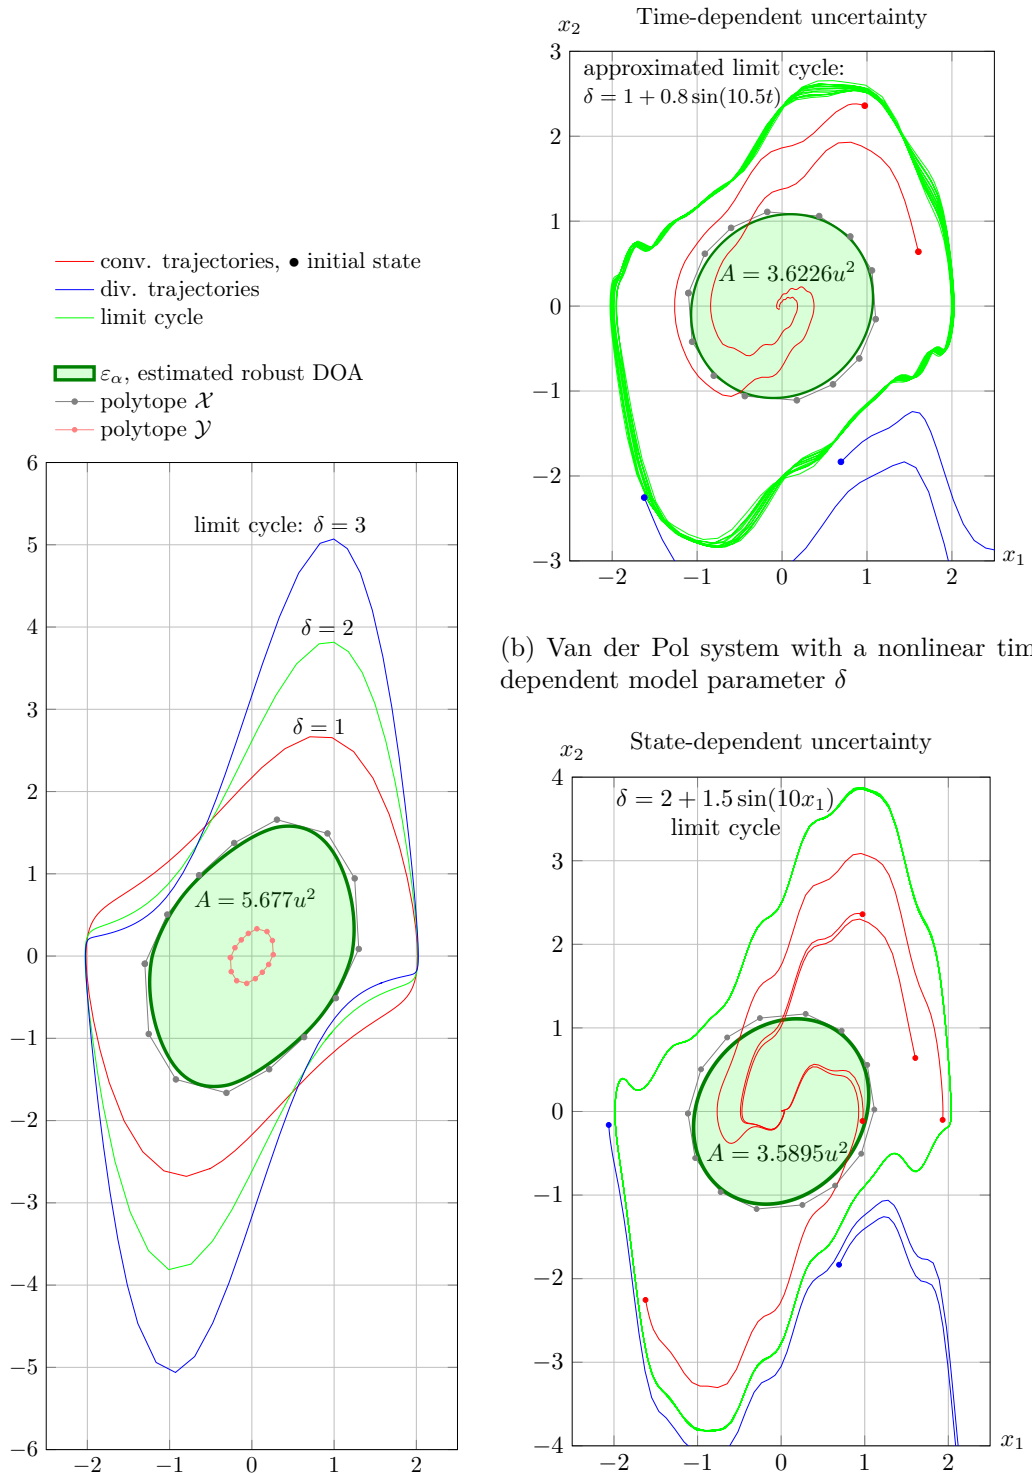 conv. trajectories, ● initial state
div. trajectories
limit cycle
ε_α, estimated robust DOA
polytope 𝒳
polytope 𝒴
6
5
4
3
2
1
0
−1
−2
−3
−4
−5
−6
−2
−1
0
1
2
limit cycle: δ = 3
δ = 2
δ = 1
A = 5.677u²
Time-dependent uncertainty
x₂
approximated limit cycle:
δ = 1 + 0.8 sin(10.5t)
A = 3.6226u²
3
2
1
0
−1
−2
−3
−2
−1
0
1
2
x₁
(b) Van der Pol system with a nonlinear tim
dependent model parameter δ
State-dependent uncertainty
x₂
δ = 2 + 1.5 sin(10x₁)
limit cycle
A = 3.5895u²
4
3
2
1
0
−1
−2
−3
−4
−2
−1
0
1
2
x₁